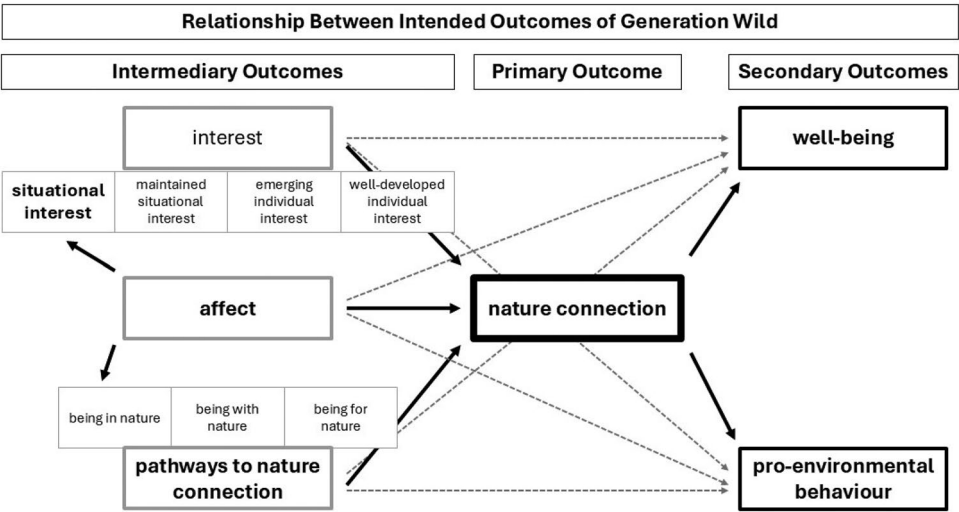 Relationship Between Intended Outcomes of Generation Wild
Intermediary Outcomes
Primary Outcome
Secondary Outcomes
interest
well-being
situational
interest
maintained
situational
interest
emerging
individual
interest
well-developed
individual
interest
affect
nature connection
being in nature
being with
nature
being for
nature
pathways to nature
connection
pro-environmental
behaviour